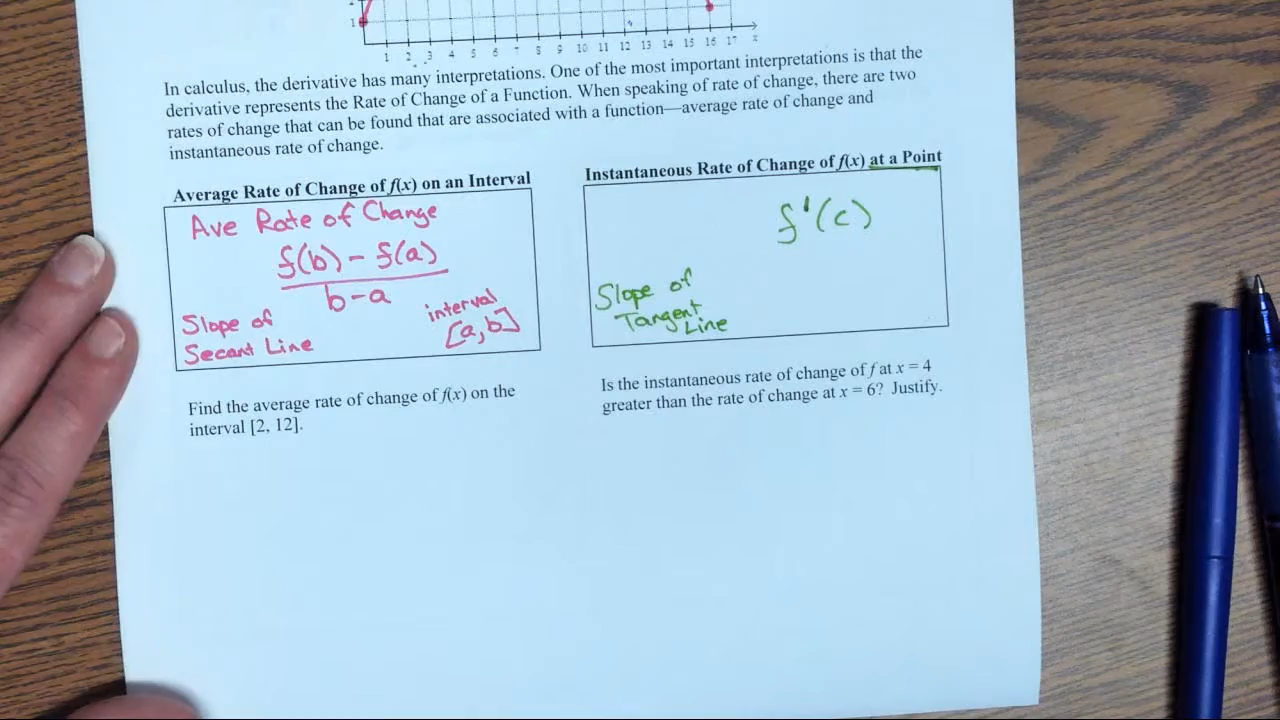 1
1 2 3 4 5 6 7 8 9 10 11 12 13 14 15 16 17 x
In calculus, the derivative has many interpretations. One of the most important interpretations is that the
derivative represents the Rate of Change of a Function. When speaking of rate of change, there are two
rates of change that can be found that are associated with a function—average rate of change and
instantaneous rate of change.
Average Rate of Change of f(x) on an Interval
Ave Rate of Change
f(b) - f(a)
b - a
Slope of
Secant Line
interval
[a, b]
Instantaneous Rate of Change of f(x) at a Point
f'(c)
Slope of
Tangent
Line
Find the average rate of change of f(x) on the
interval [2, 12].
Is the instantaneous rate of change of f at x = 4
greater than the rate of change at x = 6? Justify.